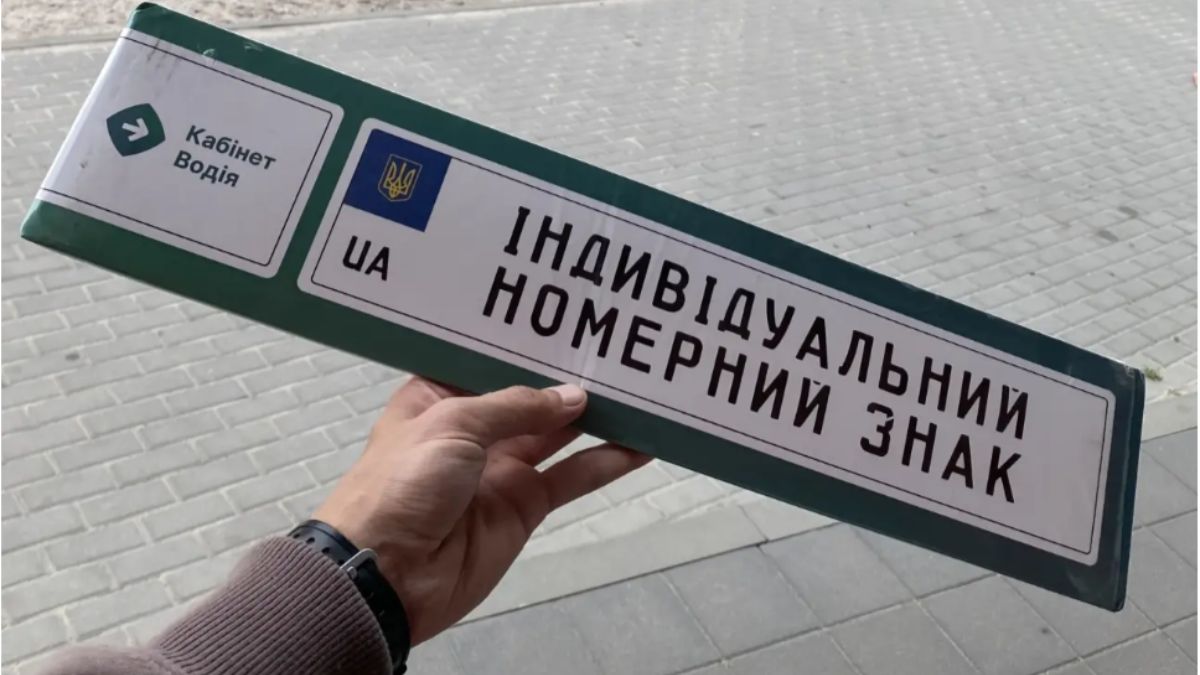 Кабінет
Водія
UA
ІНДИВІДУАЛЬНИЙ
НОМЕРНИЙ ЗНАК